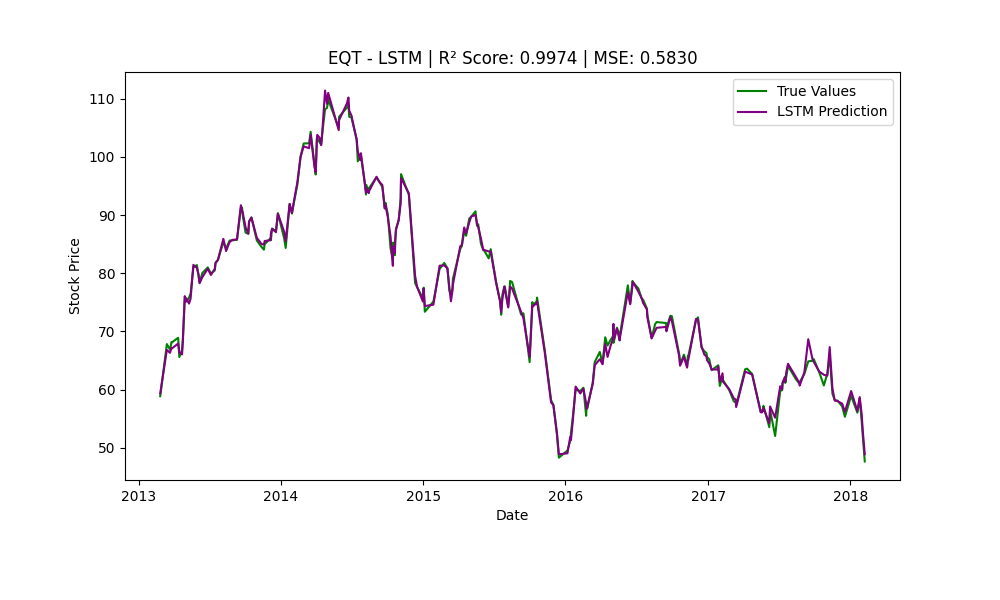 EQT - LSTM | R² Score: 0.9974 | MSE: 0.5830
True Values
LSTM Prediction
Stock Price
110
100
90
80
70
60
50
2013 2014 2015 2016 2017 2018
Date